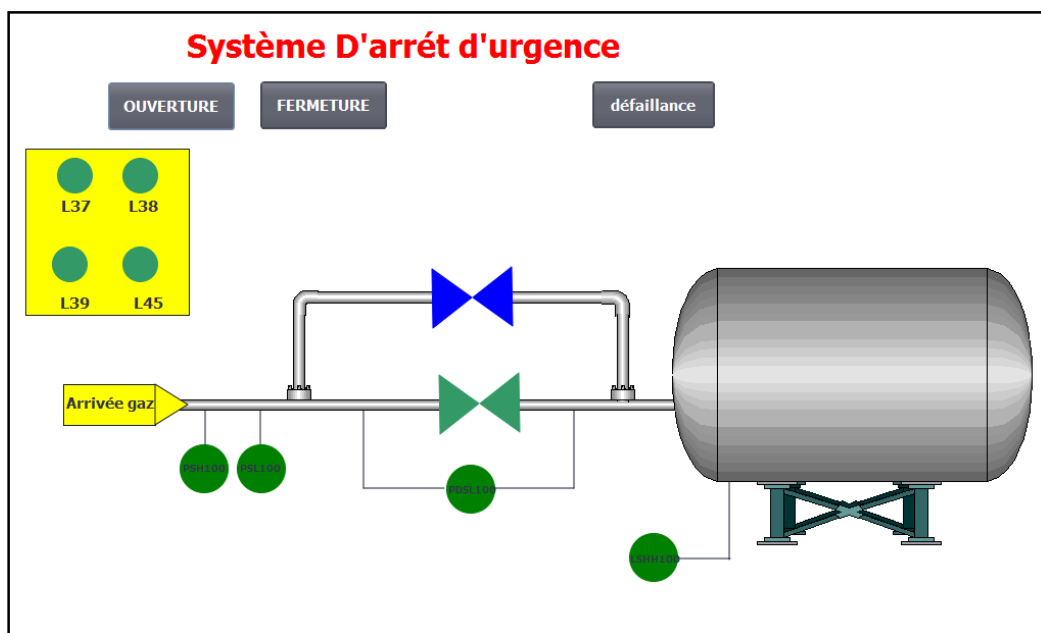 Système D'arrét d'urgence
OUVERTURE FERMETURE défaillance
L37 L38
L39 L45
Arrivée gaz
PSH100 PSL100
PDSL100
LSHH100